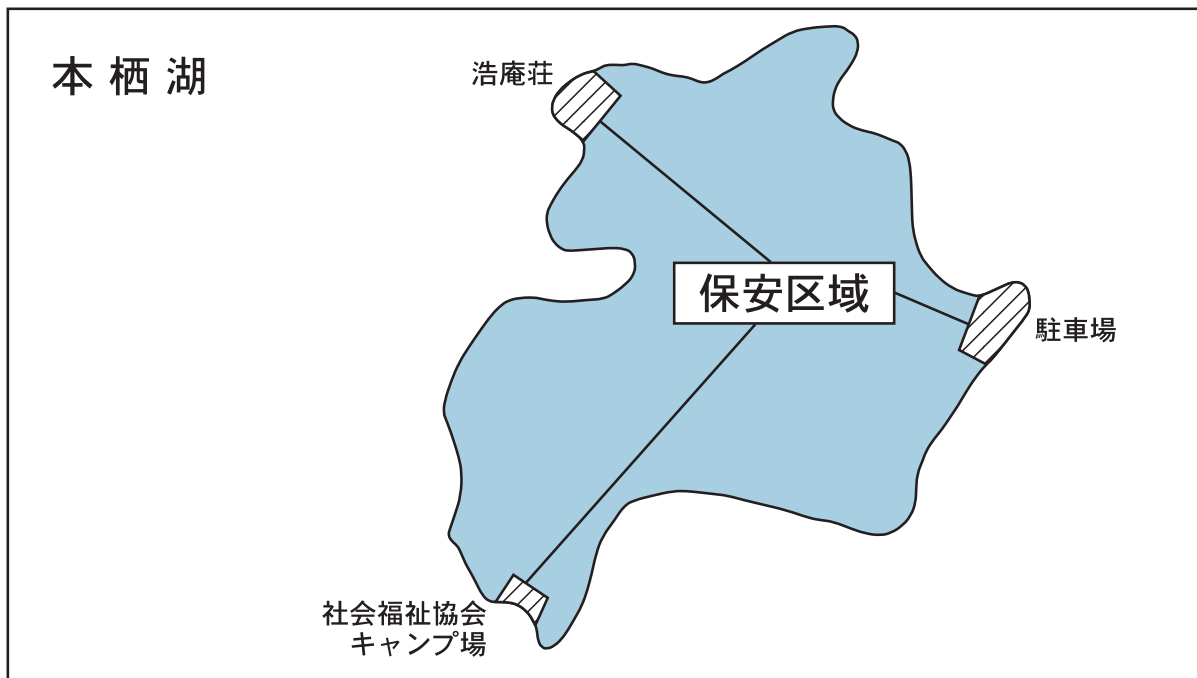 本栖湖
浩庵荘
保安区域
駐車場
社会福祉協会
キャンプ場